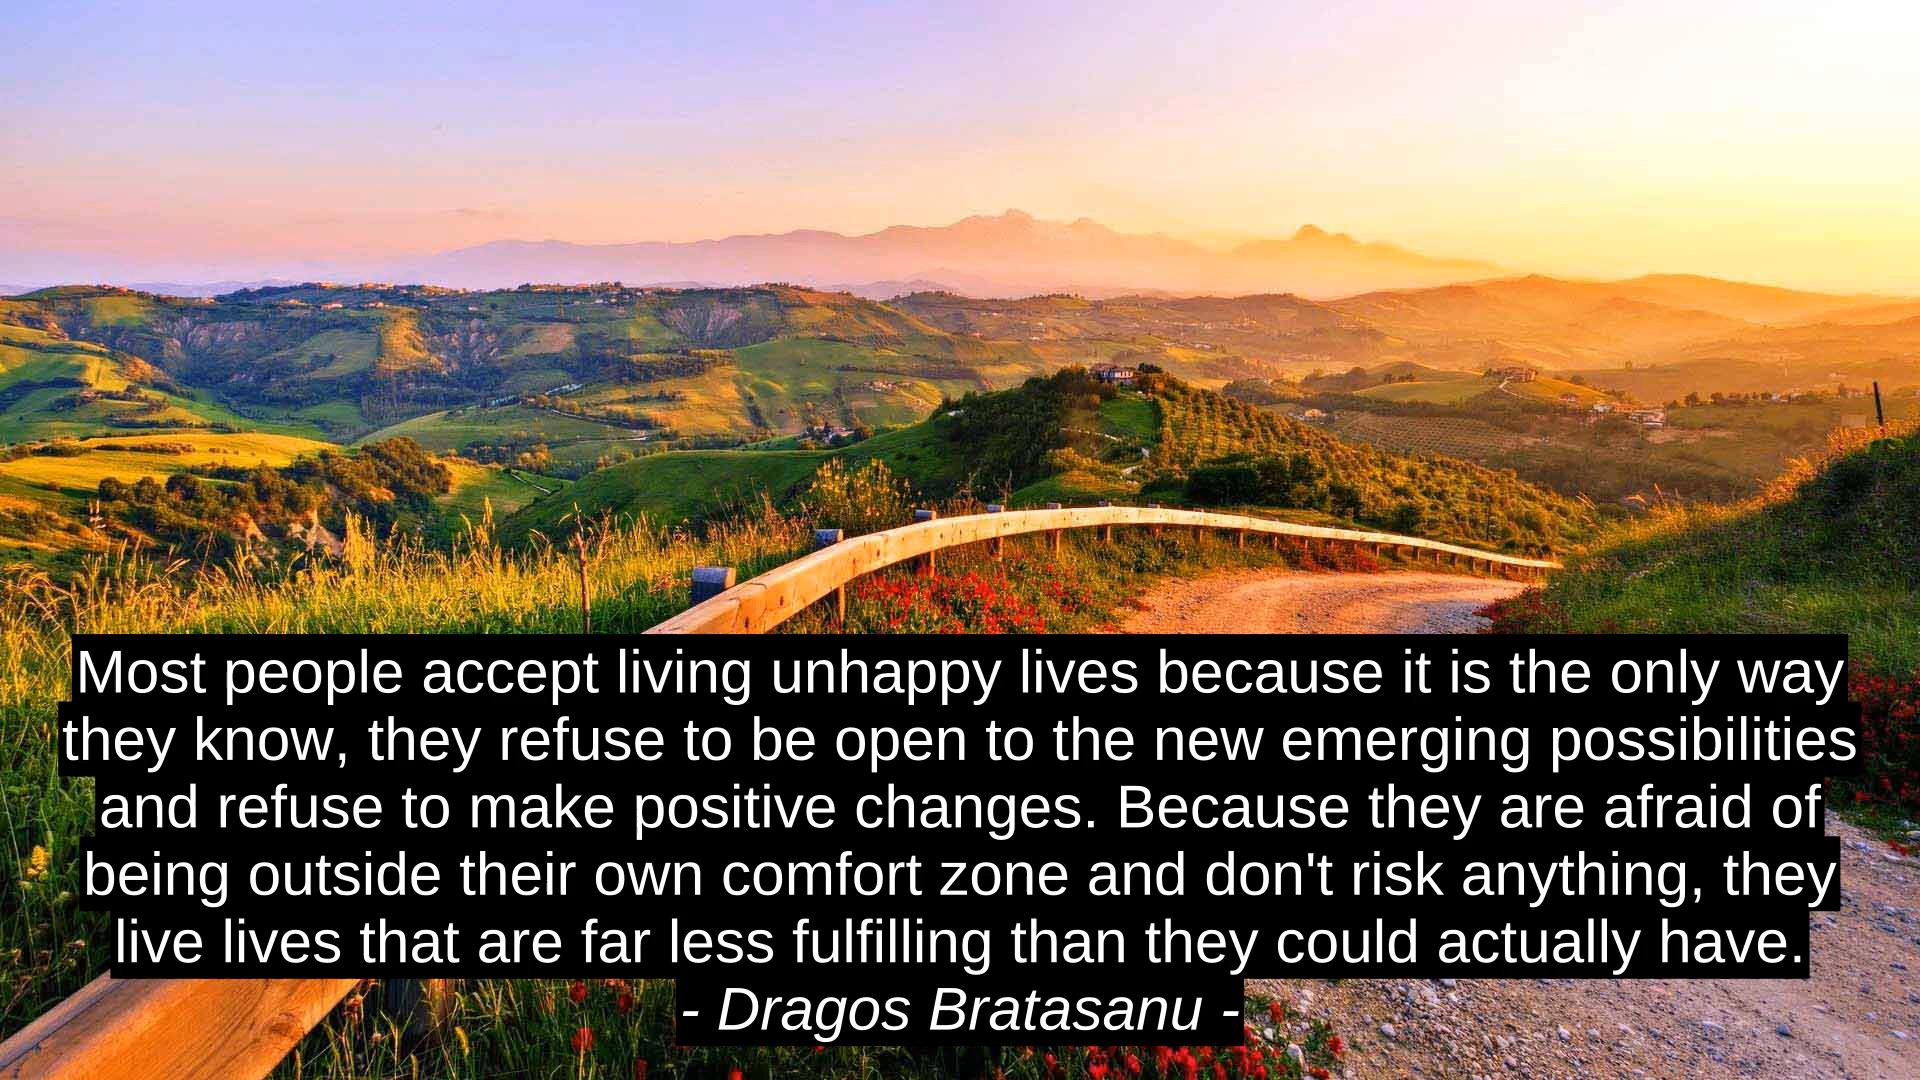 Most people accept living unhappy lives because it is the only way
they know, they refuse to be open to the new emerging possibilities
and refuse to make positive changes. Because they are afraid of
being outside their own comfort zone and don't risk anything, they
live lives that are far less fulfilling than they could actually have.
- Dragos Bratasanu -